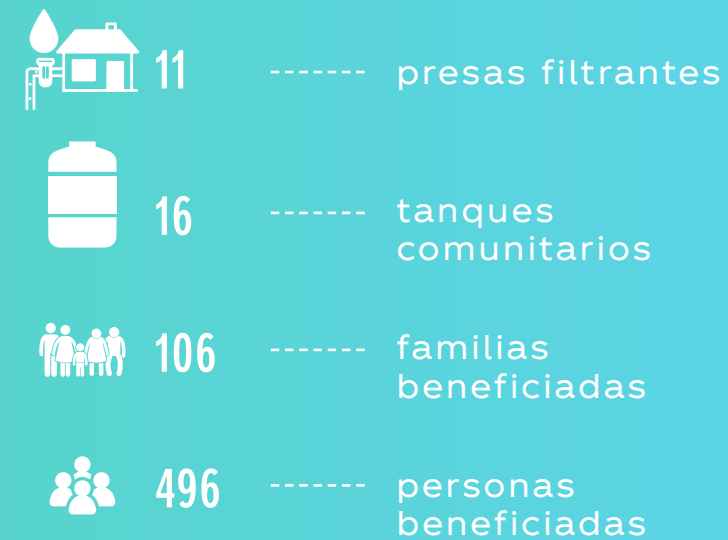 11 ------- presas filtrantes
16 ------- tanques
comunitarios
106 ------- familias
beneficiadas
496 ------- personas
beneficiadas